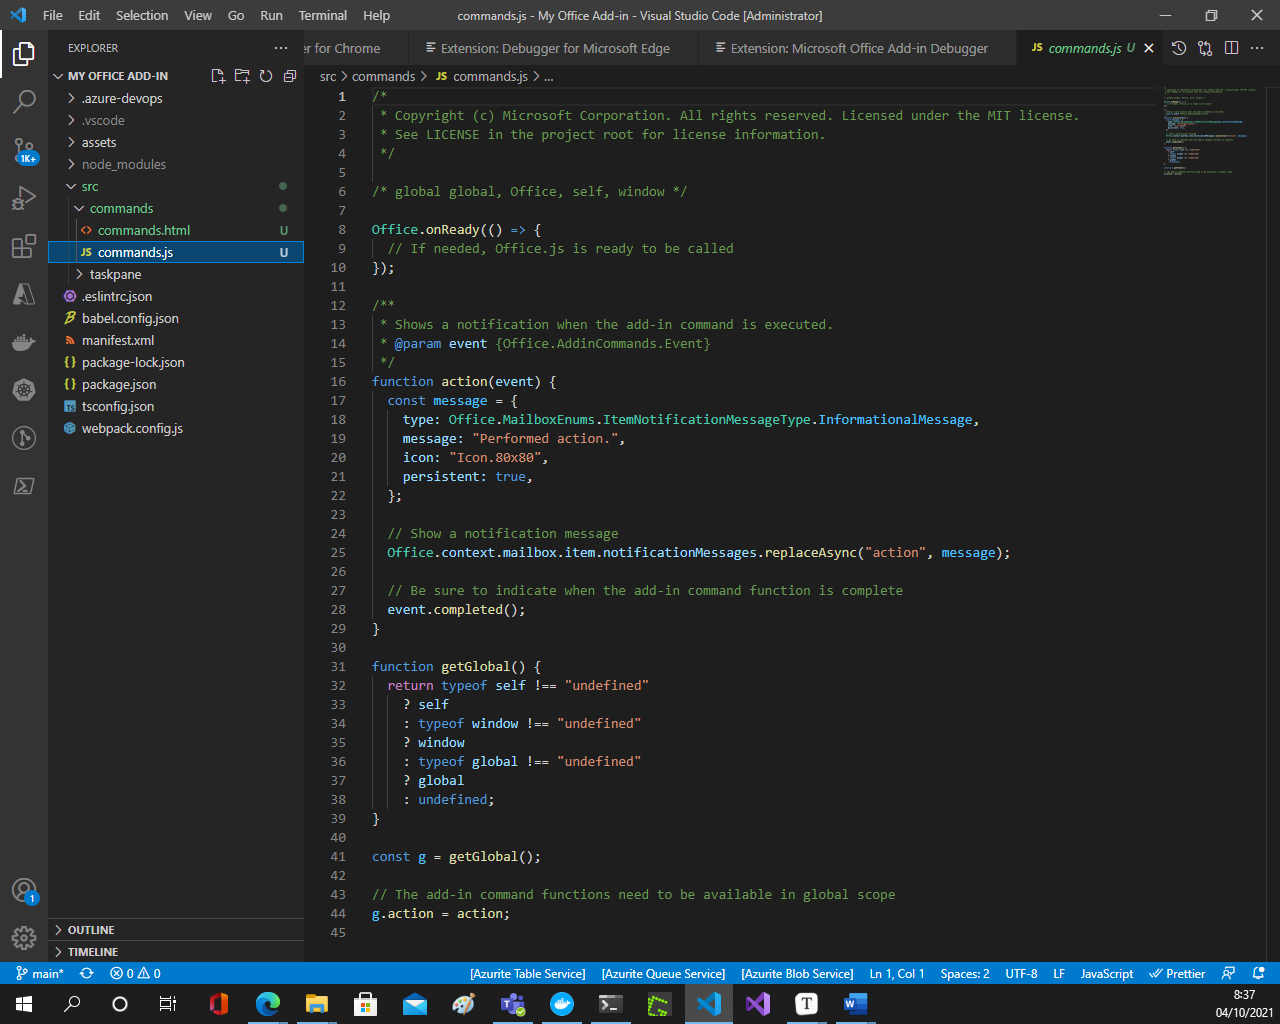 File Edit Selection View Go Run Terminal Help
commands.js - My Office Add-in - Visual Studio Code [Administrator]
EXPLORER
er for Chrome
Extension: Debugger for Microsoft Edge
Extension: Microsoft Office Add-in Debugger
JS commands.js U
MY OFFICE ADD-IN
.azure-devops
.vscode
assets
node_modules
src
commands
commands.html U
JS commands.js U
taskpane
.eslintrc.json
babel.config.json
manifest.xml
package-lock.json
package.json
TS tsconfig.json
webpack.config.js
OUTLINE
TIMELINE
1K+
1
src > commands > JS commands.js > ...
1 /*
2  * Copyright (c) Microsoft Corporation. All rights reserved. Licensed under the MIT license.
3  * See LICENSE in the project root for license information.
4  */
5
6 /* global global, Office, self, window */
7
8 Office.onReady(() => {
9   // If needed, Office.js is ready to be called
10 });
11
12 /**
13  * Shows a notification when the add-in command is executed.
14  * @param event {Office.AddinCommands.Event}
15  */
16 function action(event) {
17   const message = {
18     type: Office.MailboxEnums.ItemNotificationMessageType.InformationalMessage,
19     message: "Performed action.",
20     icon: "Icon.80x80",
21     persistent: true,
22   };
23
24   // Show a notification message
25   Office.context.mailbox.item.notificationMessages.replaceAsync("action", message);
26
27   // Be sure to indicate when the add-in command function is complete
28   event.completed();
29 }
30
31 function getGlobal() {
32   return typeof self !== "undefined"
33     ? self
34     : typeof window !== "undefined"
35     ? window
36     : typeof global !== "undefined"
37     ? global
38     : undefined;
39 }
40
41 const g = getGlobal();
42
43 // The add-in command functions need to be available in global scope
44 g.action = action;
45
main* 0 0 [Azurite Table Service] [Azurite Queue Service] [Azurite Blob Service] Ln 1, Col 1 Spaces: 2 UTF-8 LF JavaScript Prettier
8:37
04/10/2021